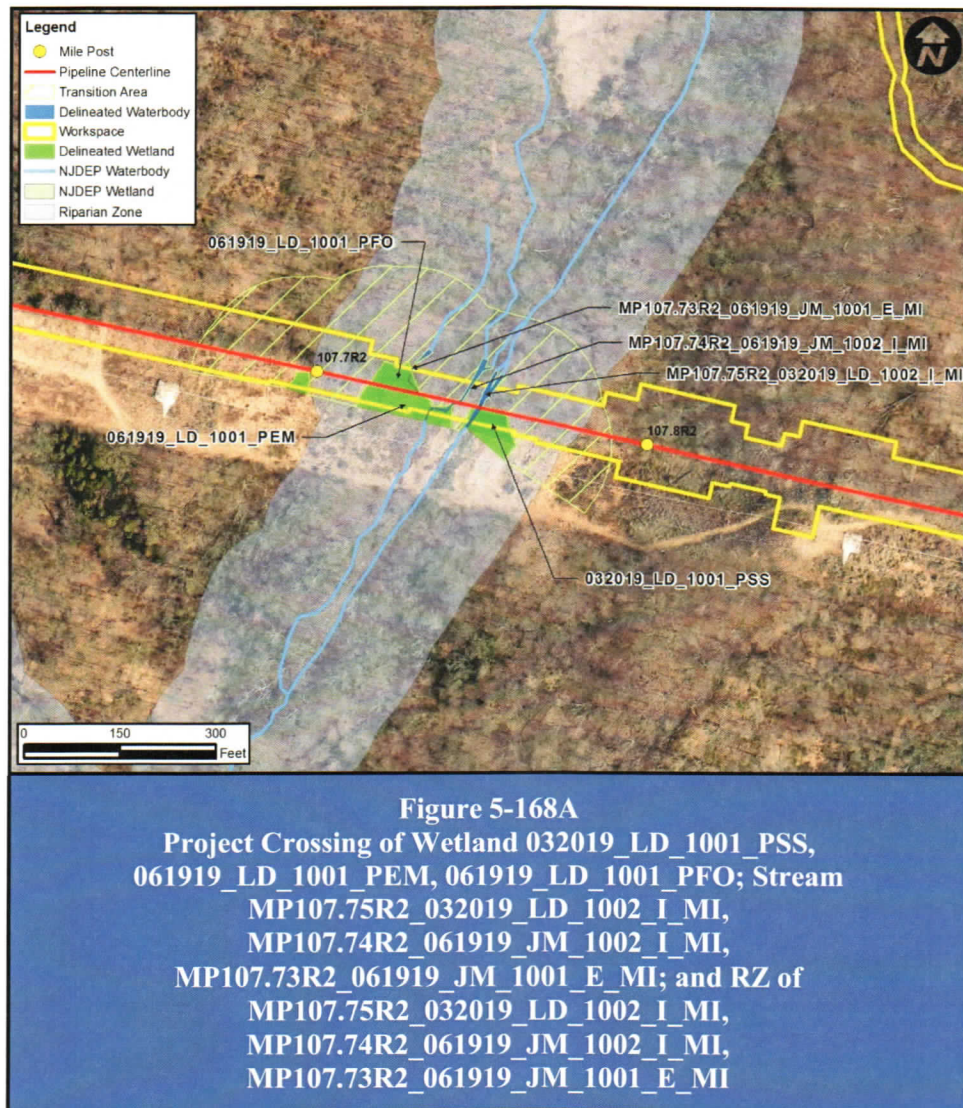 Legend
Mile Post
Pipeline Centerline
Transition Area
Delineated Waterbody
Workspace
Delineated Wetland
NJDEP Waterbody
NJDEP Wetland
Riparian Zone
N
061919_LD_1001_PFO
MP107.73R2_061919_JM_1001_E_MI
MP107.74R2_061919_JM_1002_I_MI
107.7R2
MP107.75R2_032019_LD_1002_I_MI
061919_LD_1001_PEM
107.8R2
032019_LD_1001_PSS
0 150 300
Feet
Figure 5-168A
Project Crossing of Wetland 032019_LD_1001_PSS,
061919_LD_1001_PEM, 061919_LD_1001_PFO; Stream
MP107.75R2_032019_LD_1002_I_MI,
MP107.74R2_061919_JM_1002_I_MI,
MP107.73R2_061919_JM_1001_E_MI; and RZ of
MP107.75R2_032019_LD_1002_I_MI,
MP107.74R2_061919_JM_1002_I_MI,
MP107.73R2_061919_JM_1001_E_MI